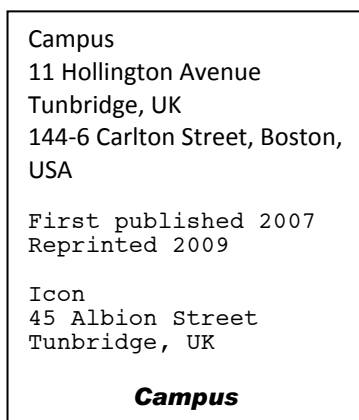 Campus
11 Hollington Avenue
Tunbridge, UK
144-6 Carlton Street, Boston,
USA
First published 2007
Reprinted 2009
Icon
45 Albion Street
Tunbridge, UK
Campus